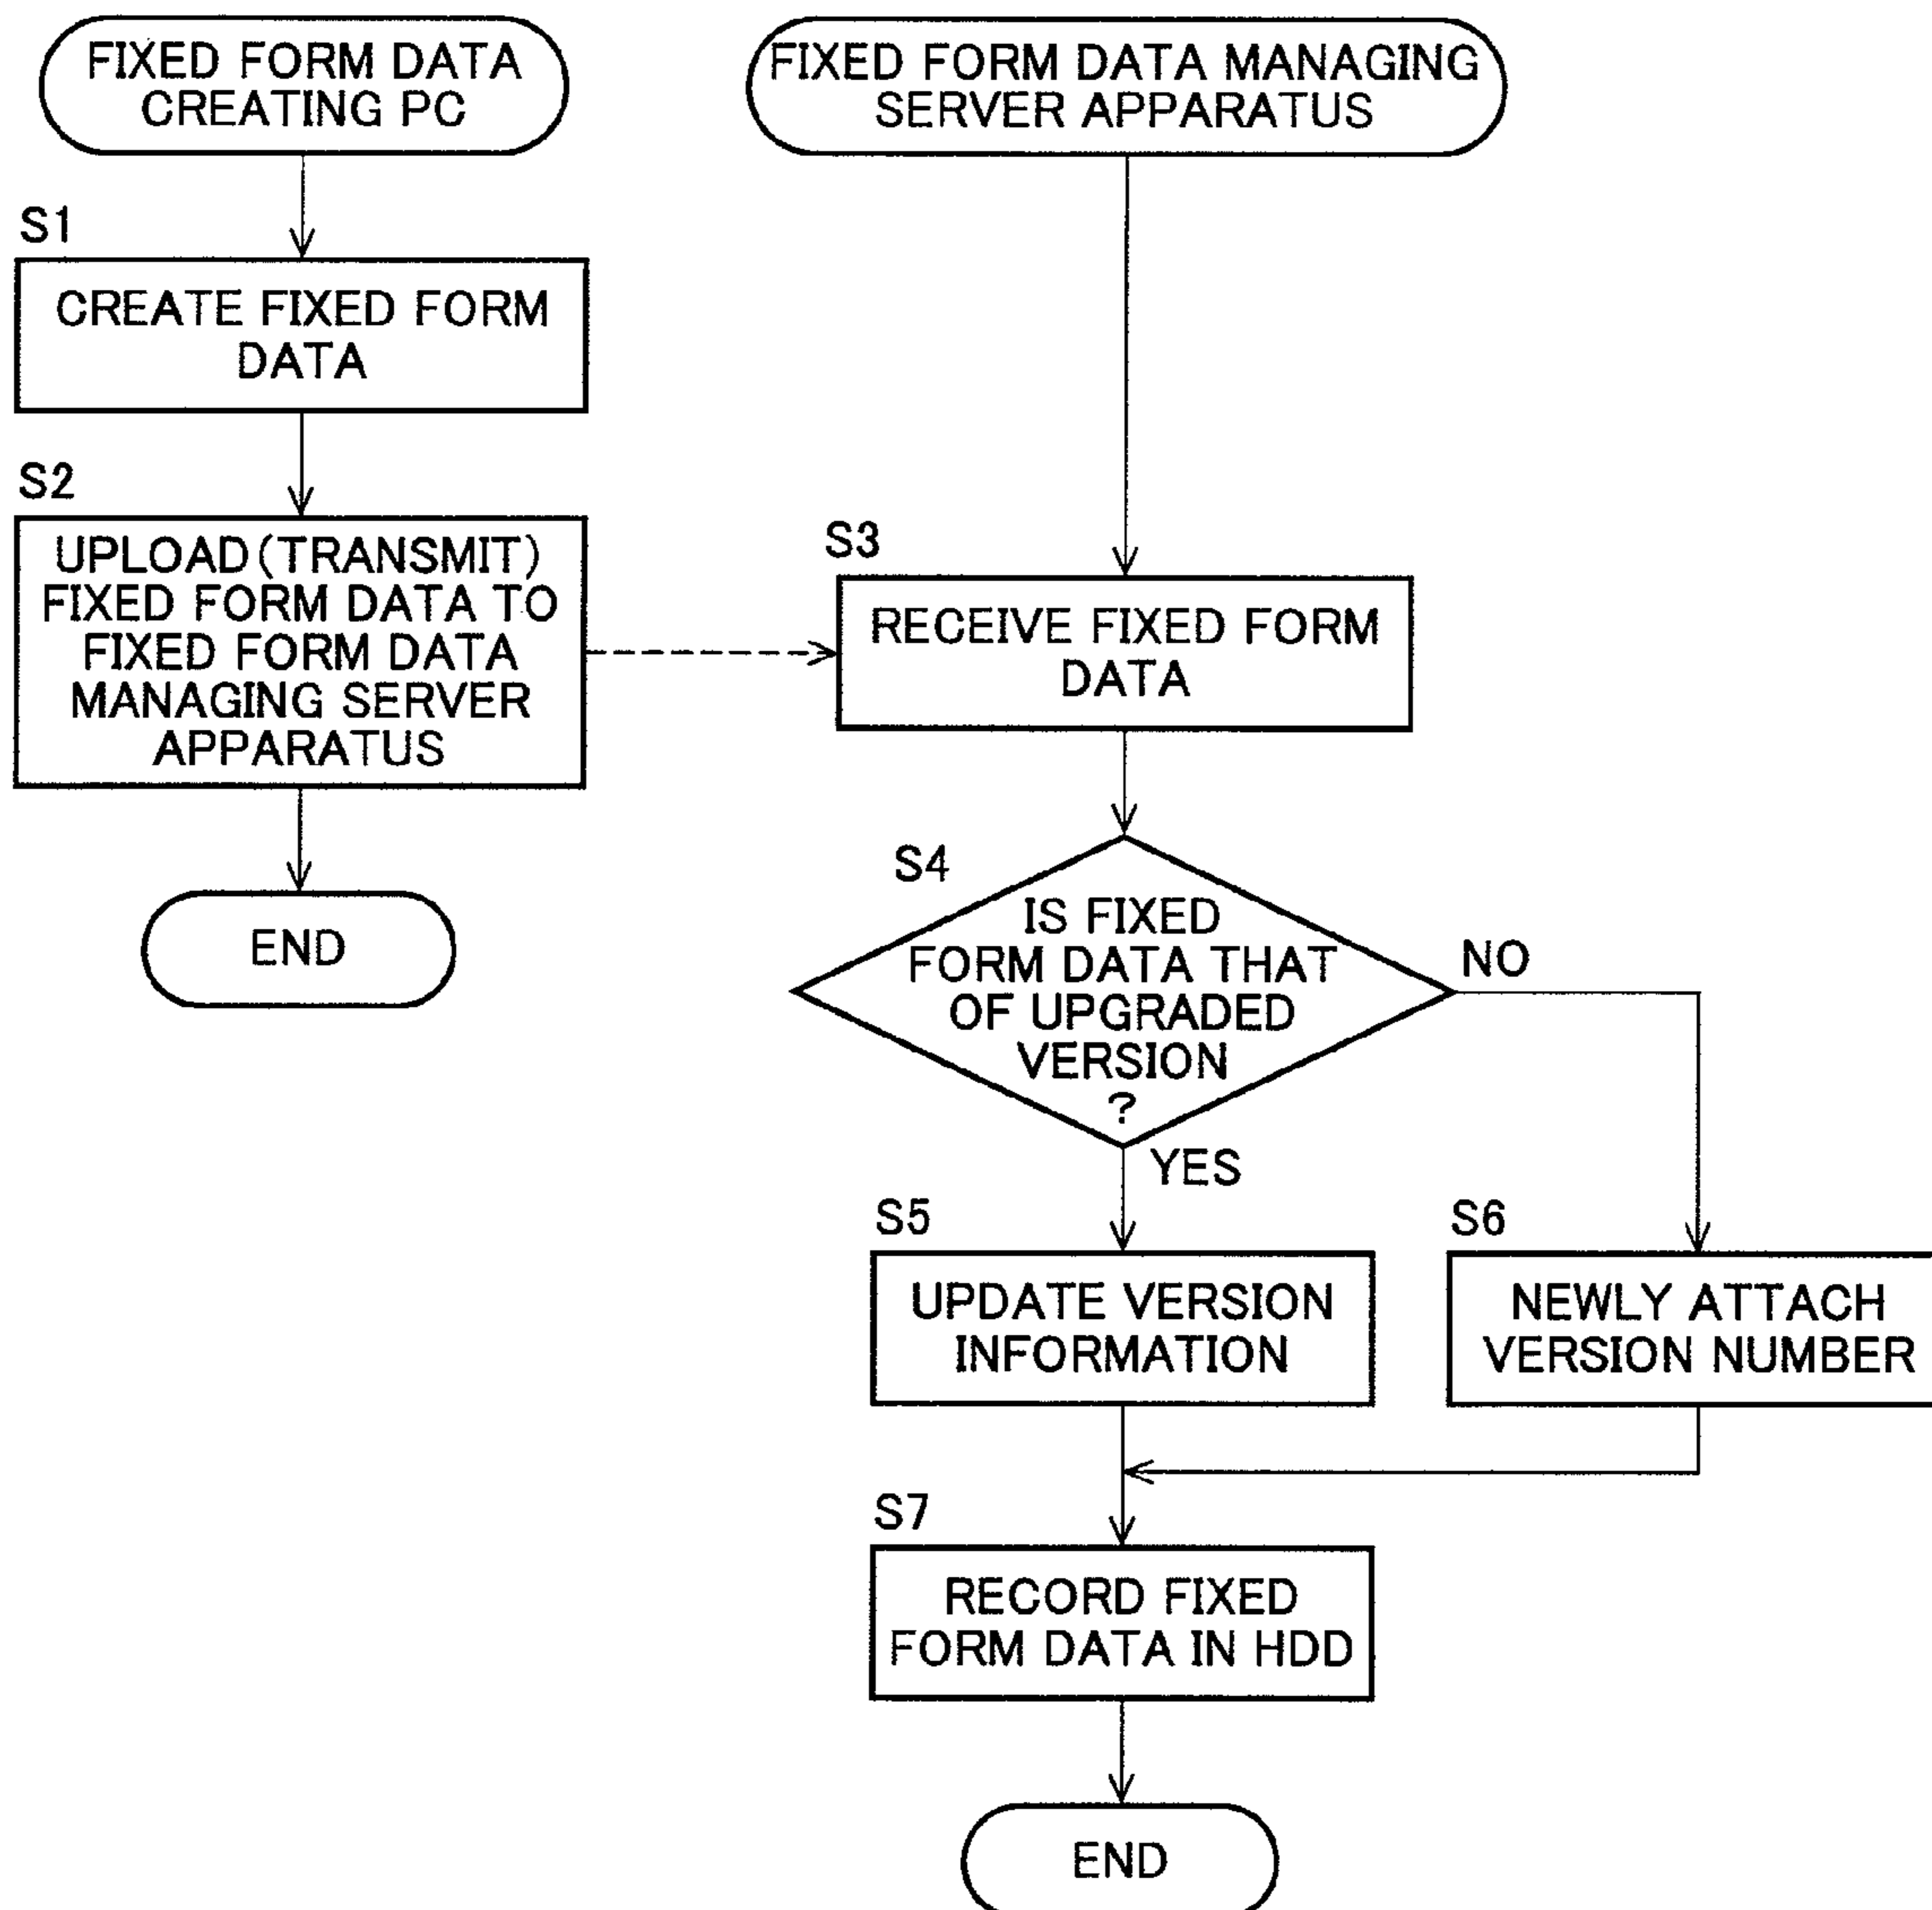 FIXED FORM DATA
CREATING PC
S1
CREATE FIXED FORM
DATA
S2
UPLOAD(TRANSMIT)
FIXED FORM DATA TO
FIXED FORM DATA
MANAGING SERVER
APPARATUS
END
FIXED FORM DATA MANAGING
SERVER APPARATUS
S3
RECEIVE FIXED FORM
DATA
S4
IS FIXED
FORM DATA THAT
OF UPGRADED
VERSION
?
NO
YES
S5
UPDATE VERSION
INFORMATION
S6
NEWLY ATTACH
VERSION NUMBER
S7
RECORD FIXED
FORM DATA IN HDD
END